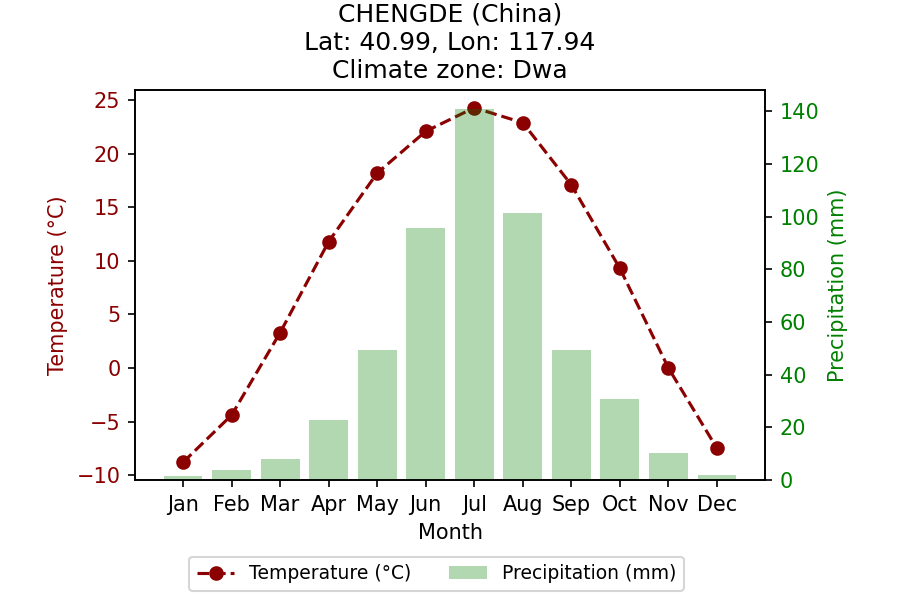 CHENGDE (China)
Lat: 40.99, Lon: 117.94
Climate zone: Dwa
25
20
15
10
5
0
−5
−10
Temperature (°C)
140
120
100
80
60
40
20
0
Precipitation (mm)
Jan Feb Mar Apr May Jun Jul Aug Sep Oct Nov Dec
Month
Temperature (°C) Precipitation (mm)